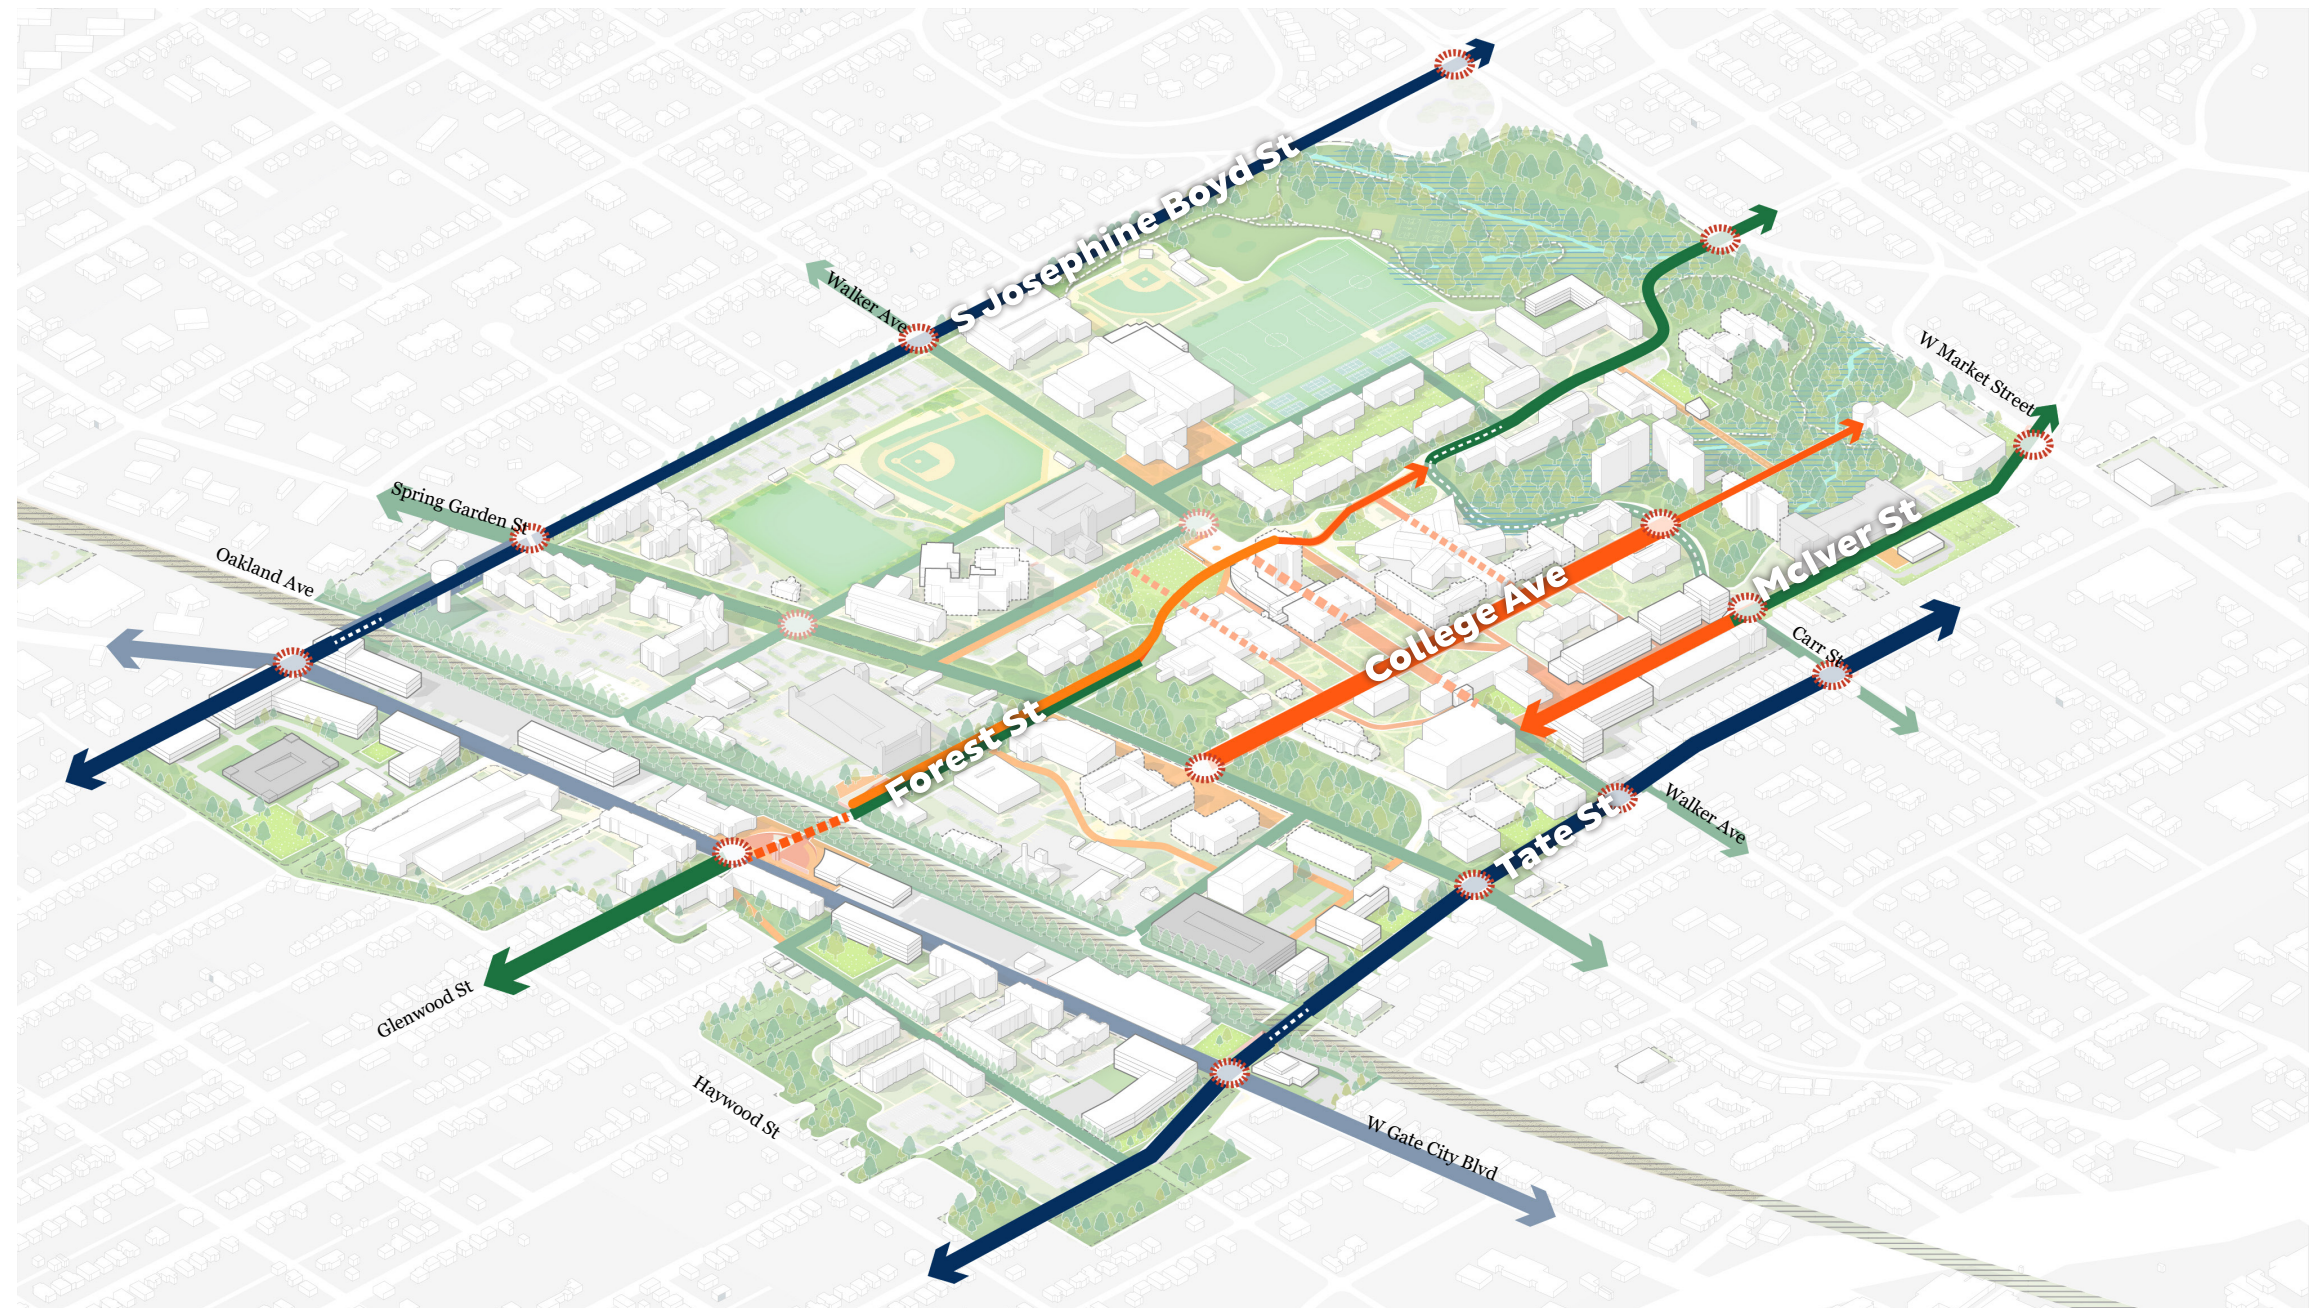 S Josephine Boyd St
Walker Ave
W Market Street
Spring Garden St
Oakland Ave
McIver St
College Ave
Carr St
Forest St
Tate St
Walker Ave
Glenwood St
Haywood St
W Gate City Blvd